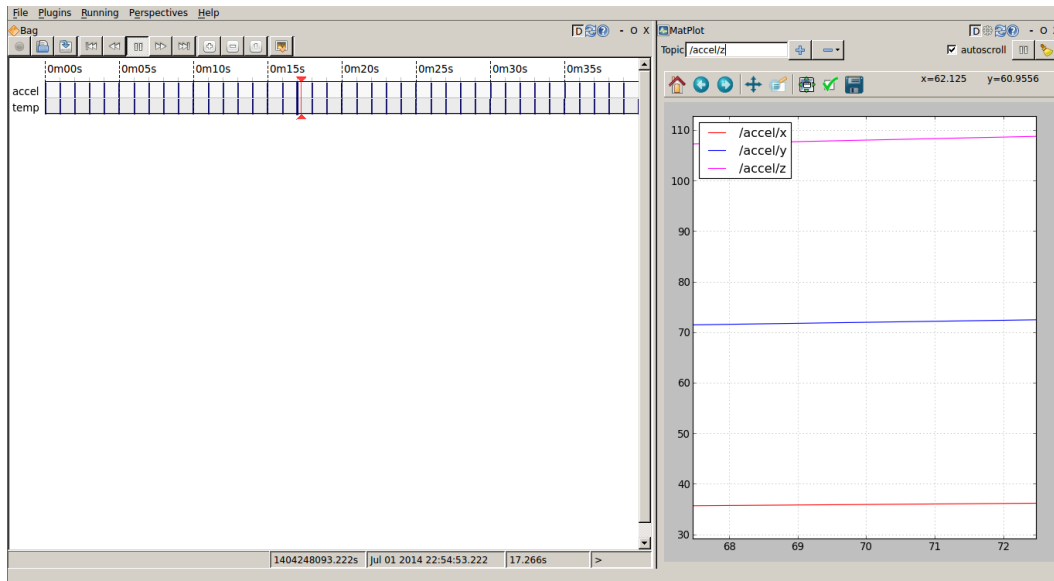 File Plugins Running Perspectives Help
Bag
D
- O X
0m00s 0m05s 0m10s 0m15s 0m20s 0m25s 0m30s 0m35s
accel
temp
1404248093.222s Jul 01 2014 22:54:53.222 17.266s >
MatPlot
D
- O
Topic /accel/z
autoscroll
x=62.125 y=60.9556
/accel/x
/accel/y
/accel/z
110
100
90
80
70
60
50
40
30
68 69 70 71 72